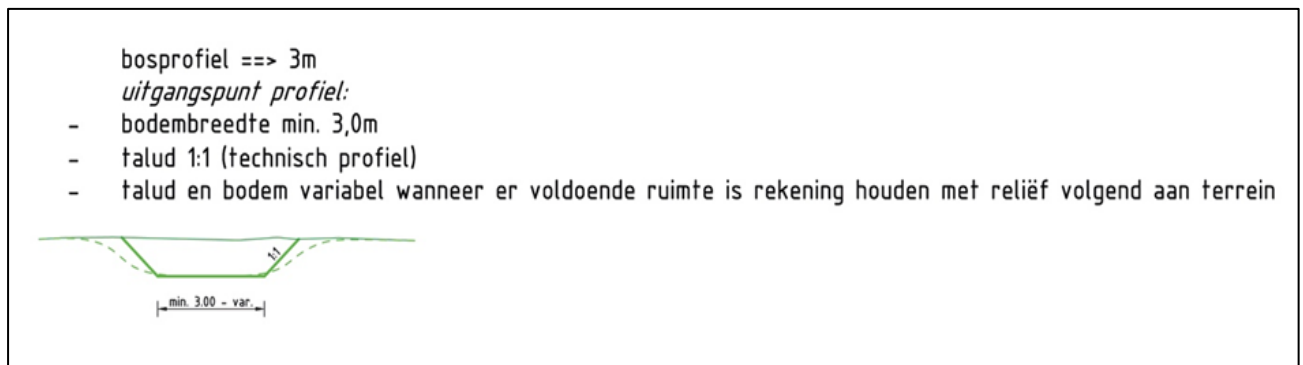 bosprofiel ==> 3m
uitgangspunt profiel:
- bodembreedte min. 3,0m
- talud 1:1 (technisch profiel)
- talud en bodem variabel wanneer er voldoende ruimte is rekening houden met reliëf volgend aan terrein
1:1
min. 3.00 - var.